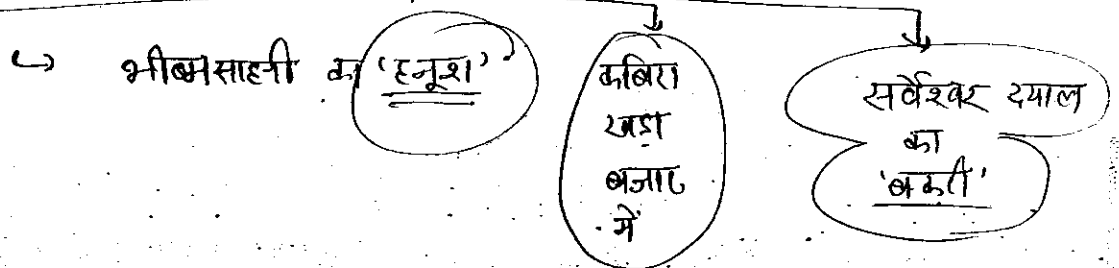 ↳ भीष्मसाहनी का 'हनूश'
कबिरा
खड़ा
बजार
में
सर्वेश्वर दयाल
का
'बकरी'